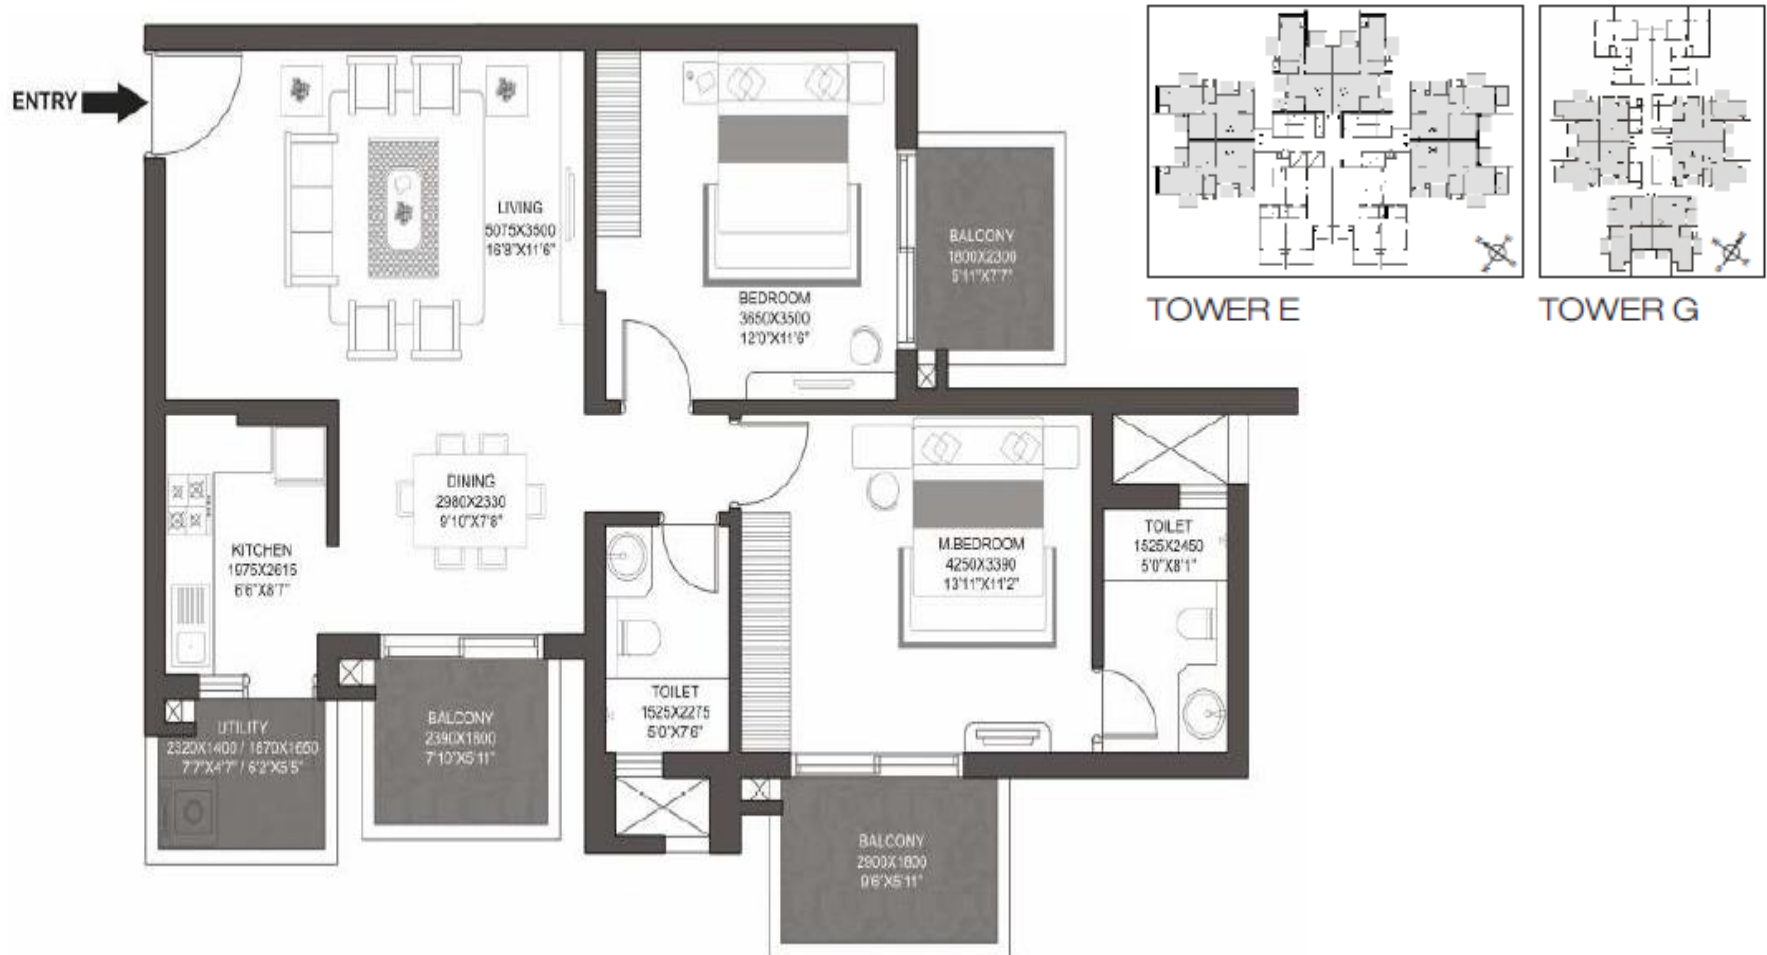 ENTRY
LIVING
5075X3500
16'8"X11'6"
BEDROOM
3650X3500
12'0"X11'6"
BALCONY
1800X2300
5'11"X7'7"
TOWER E
TOWER G
DINING
2980X2330
9'10"X7'8"
KITCHEN
1975X2615
6'6"X8'7"
M.BEDROOM
4250X3390
13'11"X11'2"
TOILET
1525X2450
5'0"X8'1"
TOILET
1525X2275
5'0"X7'6"
UTILITY
2320X1400 / 1870X1650
7'7"X4'7" / 6'2"X5'5"
BALCONY
2390X1800
7'10"X5'11"
BALCONY
2900X1800
9'6"X5'11"